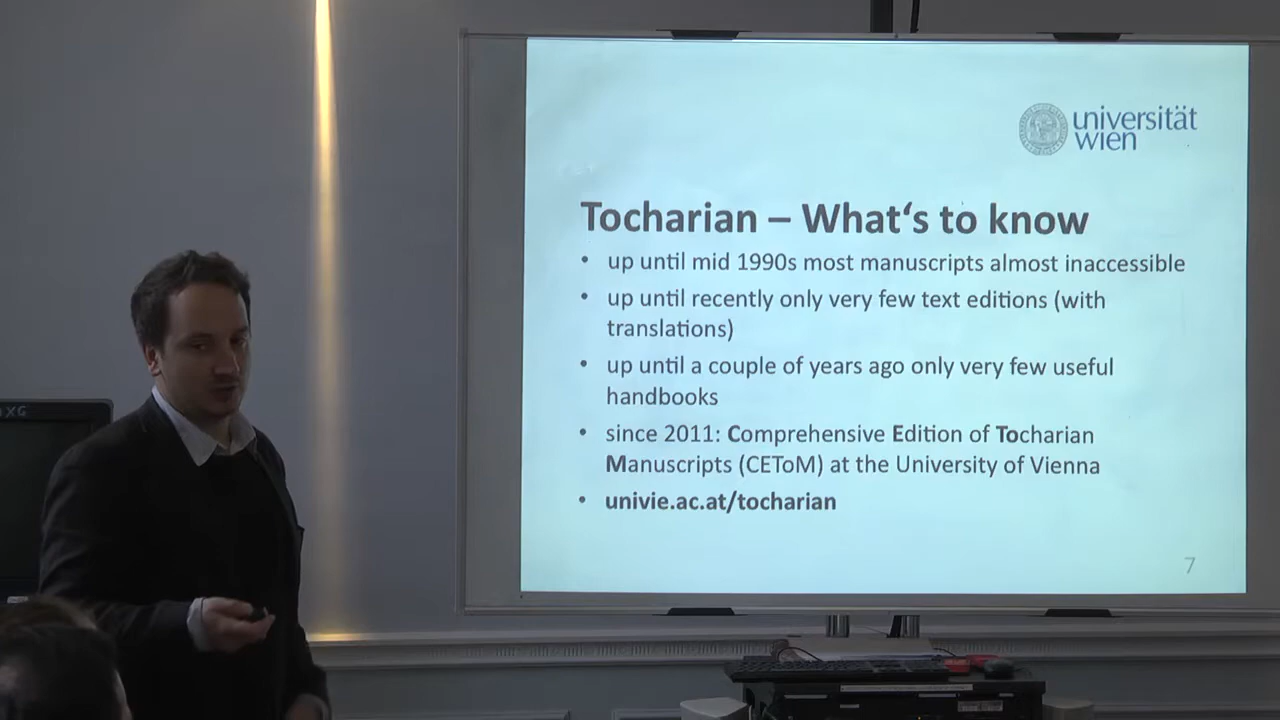 universität
wien
Tocharian – What‘s to know
• up until mid 1990s most manuscripts almost inaccessible
• up until recently only very few text editions (with
translations)
• up until a couple of years ago only very few useful
handbooks
• since 2011: Comprehensive Edition of Tocharian
Manuscripts (CEToM) at the University of Vienna
• univie.ac.at/tocharian
7